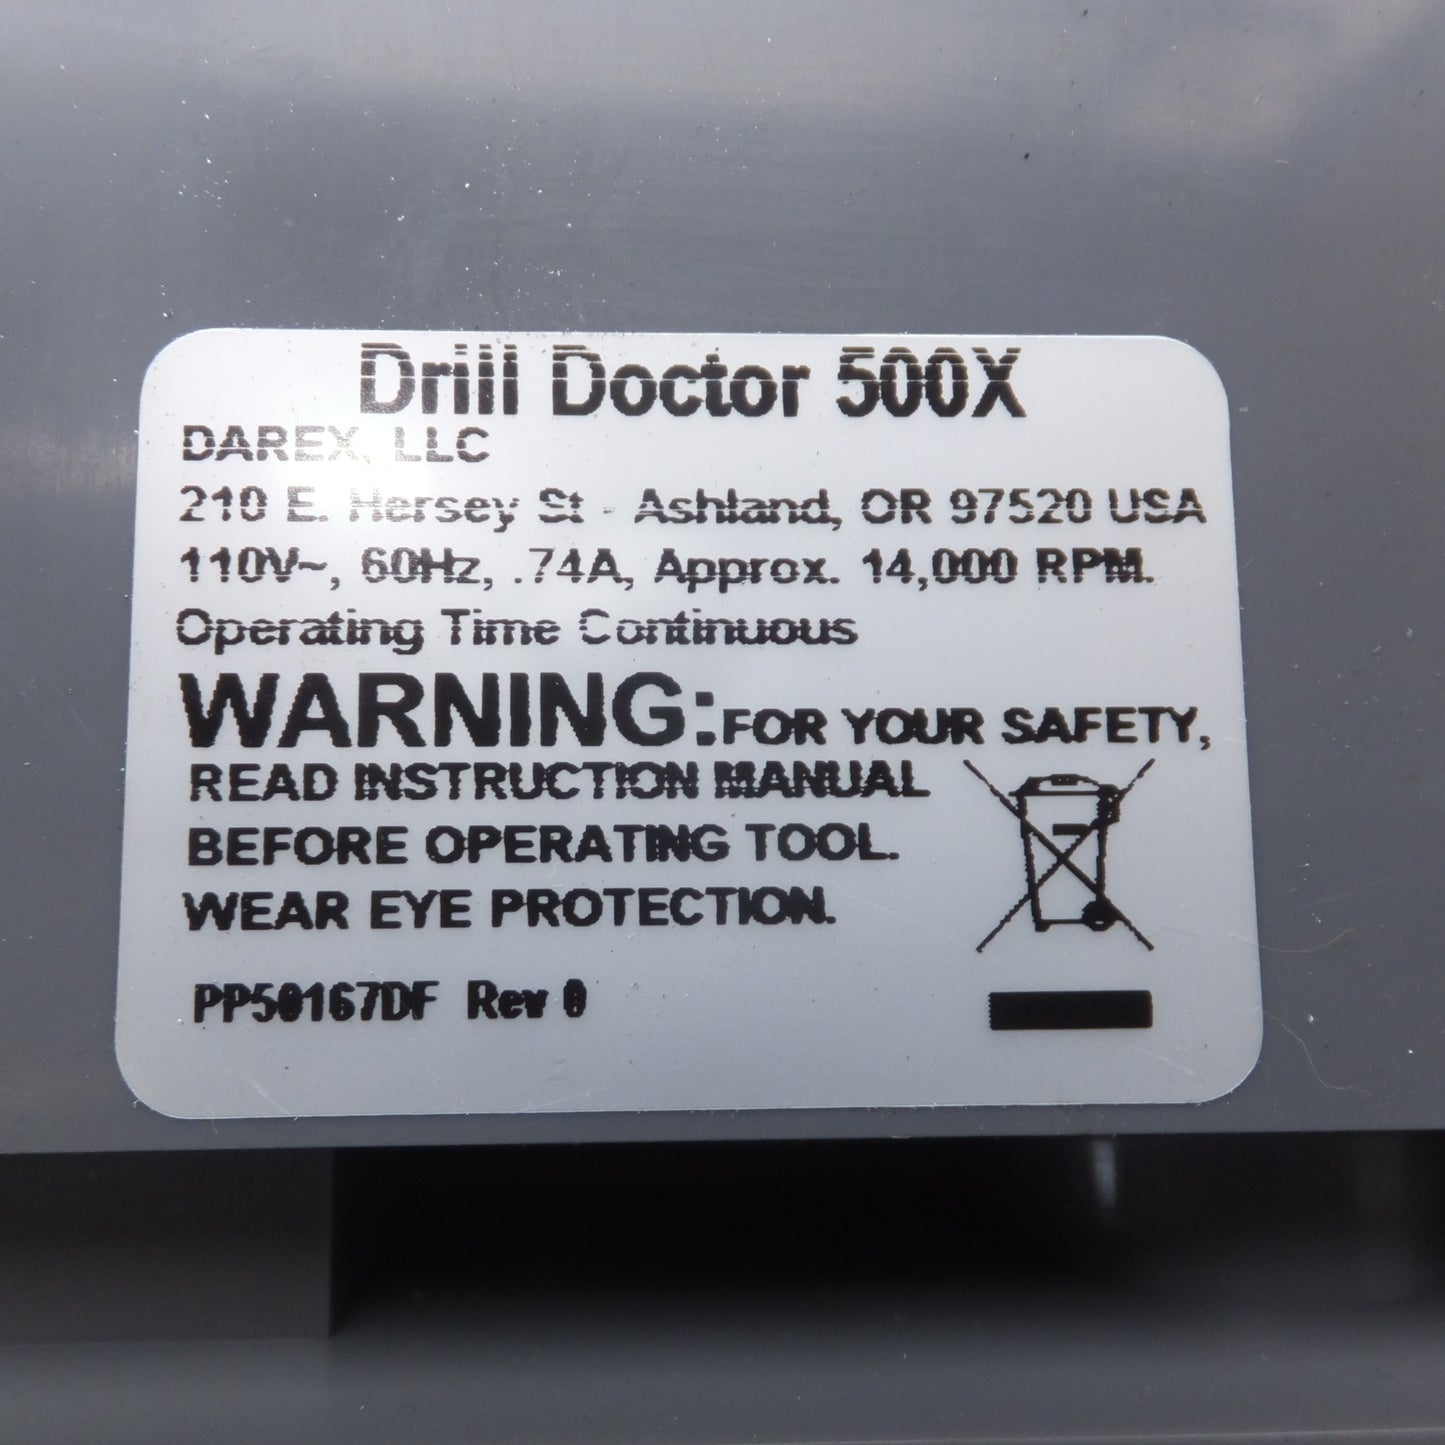 Drill Doctor 500X
DAREX, LLC
210 E. Hersey St - Ashland, OR 97520 USA
110V~, 60Hz, .74A, Approx. 14,000 RPM.
Operating Time Continuous
WARNING: FOR YOUR SAFETY,
READ INSTRUCTION MANUAL
BEFORE OPERATING TOOL.
WEAR EYE PROTECTION.
PP50167DF Rev 0